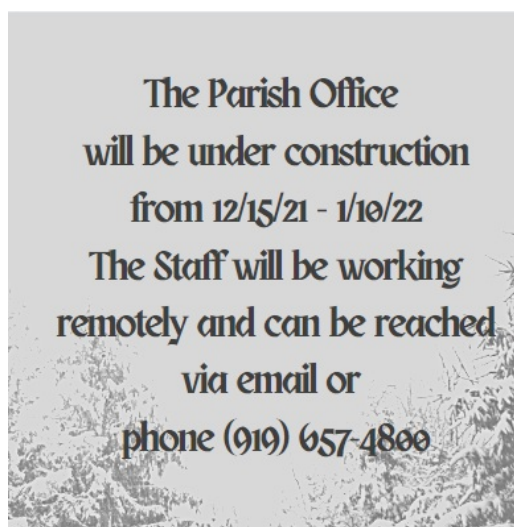 The Parish Office
will be under construction
from 12/15/21 - 1/10/22
The Staff will be working
remotely and can be reached
via email or
phone (919) 657-4800